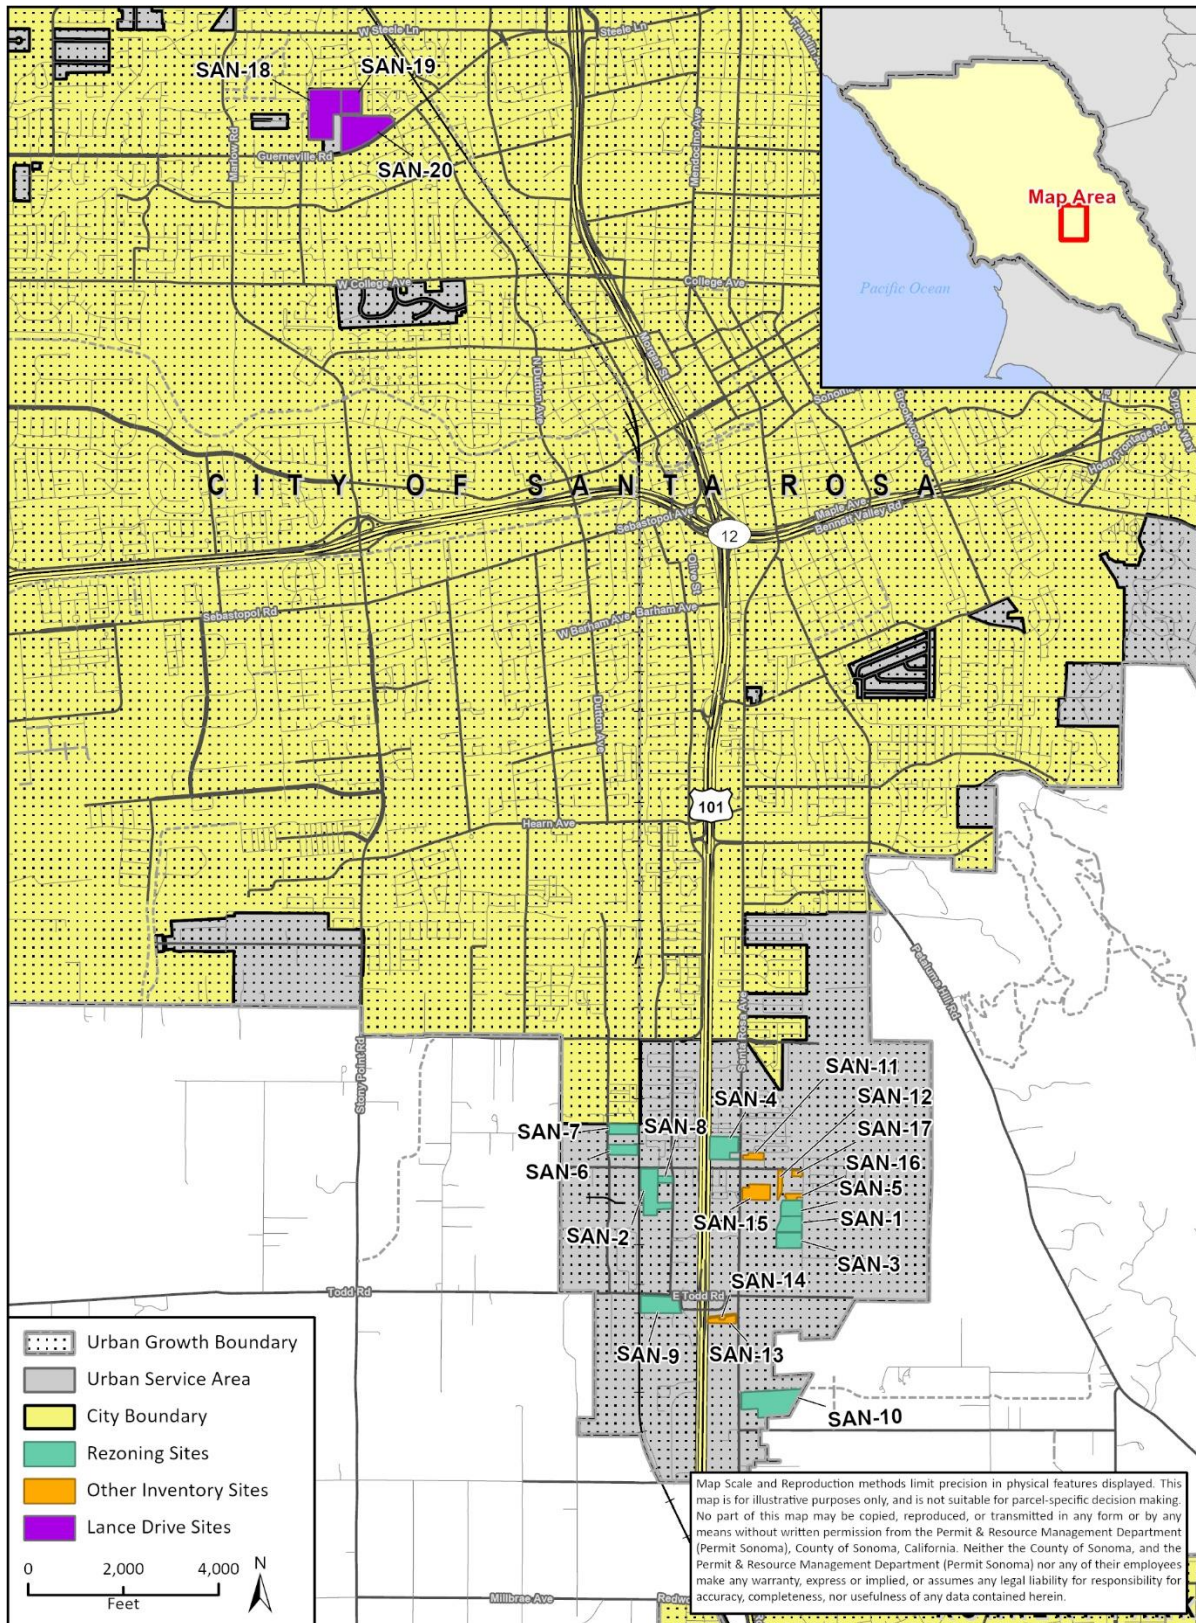 W Steele Ln
Steele Ln
Franklin A
SAN-18
SAN-19
Mendocino Ave
Marlow Rd
Guerneville Rd
SAN-20
Map Area
Pacific Ocean
W College Ave
College Ave
Morgan St
N Dutton Ave
Sonoma
Brookwood Ave
Cypress Way
Hoen Frontage Rd
CITY OF SANTA ROSA
Maple Ave
Bennett Valley Rd
Sebastopol Ave
12
Olive St
Sebastopol Rd
W Barham Ave
Barham Ave
Dutton Ave
101
Hearn Ave
Petaluma Hill Rd
Santa Rosa Ave
Stony Point Rd
SAN-11
SAN-4
SAN-12
SAN-7
SAN-8
SAN-17
SAN-6
SAN-16
SAN-5
SAN-15
SAN-1
SAN-2
SAN-3
SAN-14
Todd Rd
E Todd Rd
SAN-9
SAN-13
SAN-10
Urban Growth Boundary
Urban Service Area
City Boundary
Rezoning Sites
Other Inventory Sites
Lance Drive Sites
0 2,000 4,000
Feet
N
Millbrae Ave
Redwo
Map Scale and Reproduction methods limit precision in physical features displayed. This
map is for illustrative purposes only, and is not suitable for parcel-specific decision making.
No part of this map may be copied, reproduced, or transmitted in any form or by any
means without written permission from the Permit & Resource Management Department
(Permit Sonoma), County of Sonoma, California. Neither the County of Sonoma, and the
Permit & Resource Management Department (Permit Sonoma) nor any of their employees
make any warranty, express or implied, or assumes any legal liability for responsibility for
accuracy, completeness, nor usefulness of any data contained herein.